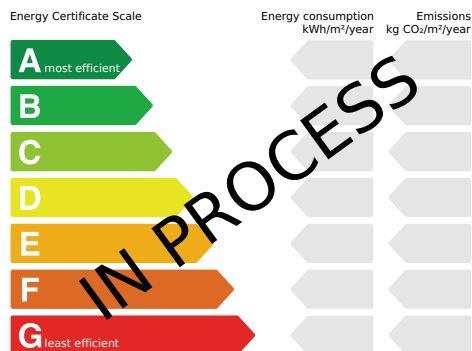 Energy Certificate Scale
Energy consumption
kWh/m²/year
Emissions
kg CO₂/m²/year
A most efficient
B
C
D
E
F
G least efficient
IN PROCESS